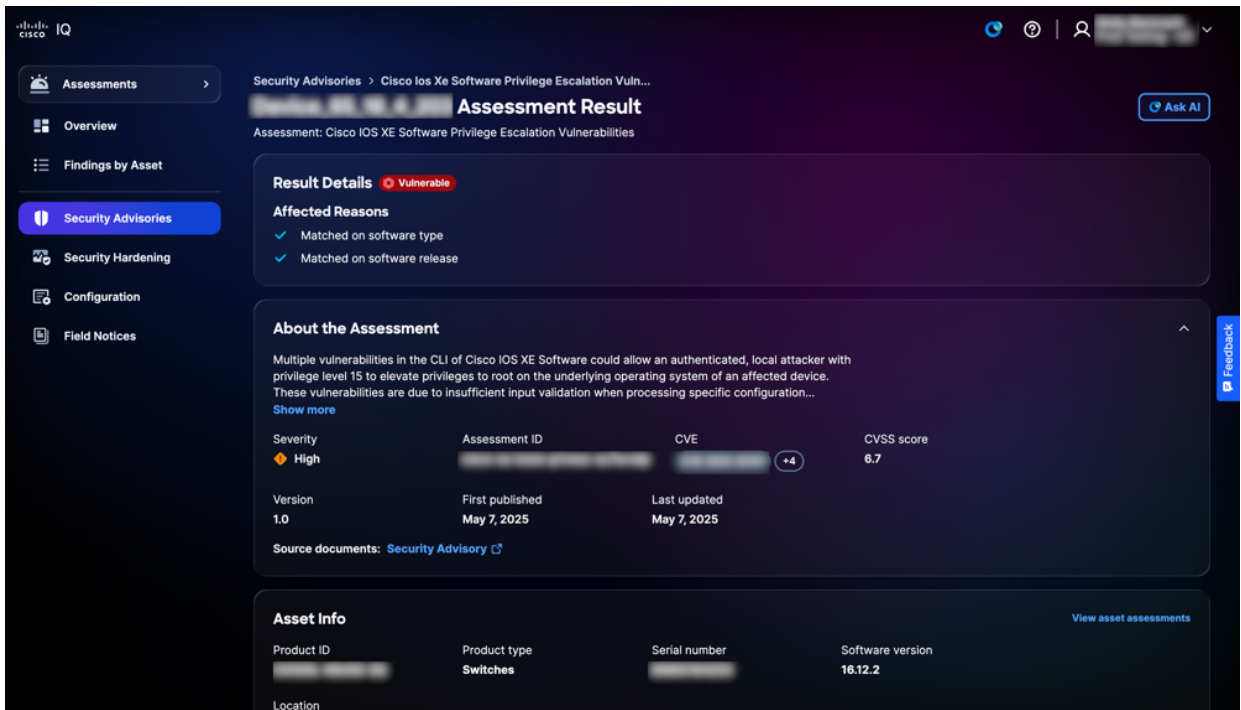 cisco IQ
Assessments
Overview
Findings by Asset
Security Advisories
Security Hardening
Configuration
Field Notices
Security Advisories > Cisco Ios Xe Software Privilege Escalation Vuln...
Assessment Result
Ask AI
Assessment: Cisco IOS XE Software Privilege Escalation Vulnerabilities
Result Details Vulnerable
Affected Reasons
Matched on software type
Matched on software release
About the Assessment
Multiple vulnerabilities in the CLI of Cisco IOS XE Software could allow an authenticated, local attacker with
privilege level 15 to elevate privileges to root on the underlying operating system of an affected device.
These vulnerabilities are due to insufficient input validation when processing specific configuration...
Show more
Severity Assessment ID CVE CVSS score
High +4 6.7
Version First published Last updated
1.0 May 7, 2025 May 7, 2025
Source documents: Security Advisory
Asset Info View asset assessments
Product ID Product type Serial number Software version
Switches 16.12.2
Location
Feedback